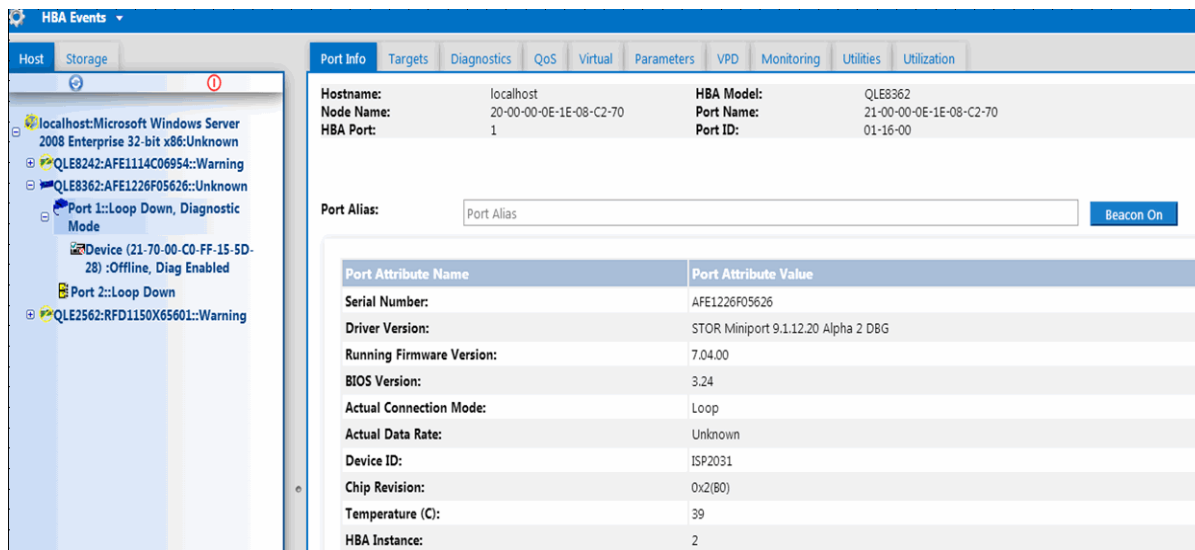 HBA Events
Host
Storage
localhost:Microsoft Windows Server
2008 Enterprise 32-bit x86:Unknown
QLE8242:AFE1114C06954::Warning
QLE8362:AFE1226F05626::Unknown
Port 1::Loop Down, Diagnostic
Mode
Device (21-70-00-C0-FF-15-5D-
28) :Offline, Diag Enabled
Port 2::Loop Down
QLE2562:RFD1150X65601::Warning
Port Info Targets Diagnostics QoS Virtual Parameters VPD Monitoring Utilities Utilization
Hostname: localhost HBA Model: QLE8362
Node Name: 20-00-00-0E-1E-08-C2-70 Port Name: 21-00-00-0E-1E-08-C2-70
HBA Port: 1 Port ID: 01-16-00
Port Alias: Port Alias Beacon On
Port Attribute Name Port Attribute Value
Serial Number: AFE1226F05626
Driver Version: STOR Miniport 9.1.12.20 Alpha 2 DBG
Running Firmware Version: 7.04.00
BIOS Version: 3.24
Actual Connection Mode: Loop
Actual Data Rate: Unknown
Device ID: ISP2031
Chip Revision: 0x2(B0)
Temperature (C): 39
HBA Instance: 2